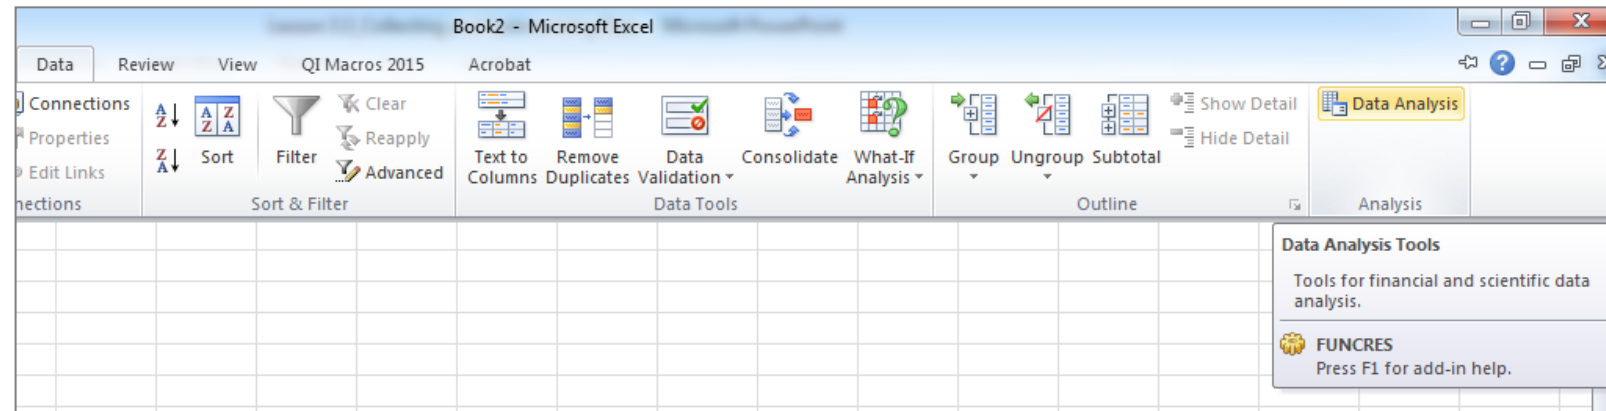 Book2 - Microsoft Excel
Data Review View QI Macros 2015 Acrobat
Connections
Properties
Edit Links
nections
A Z
Z A
A Z
Z A
Sort
Filter
Clear
Reapply
Advanced
Sort & Filter
Text to
Columns
Remove
Duplicates
Data
Validation
Consolidate
What-If
Analysis
Data Tools
Group
Ungroup
Subtotal
Show Detail
Hide Detail
Outline
Data Analysis
Analysis
Data Analysis Tools
Tools for financial and scientific data
analysis.
FUNCRES
Press F1 for add-in help.